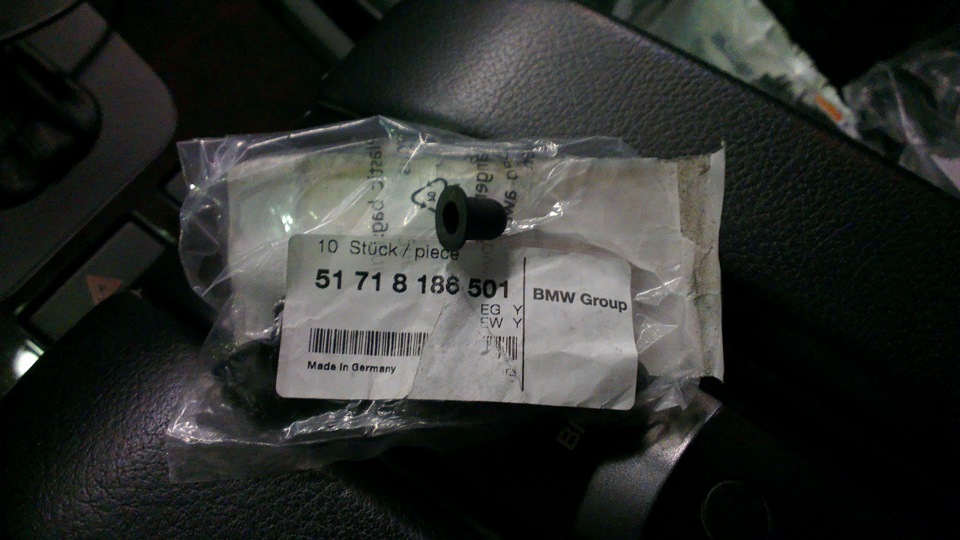 10 Stück / piece
51 71 8 186 501
BMW Group
EG Y
EW Y
Made in Germany